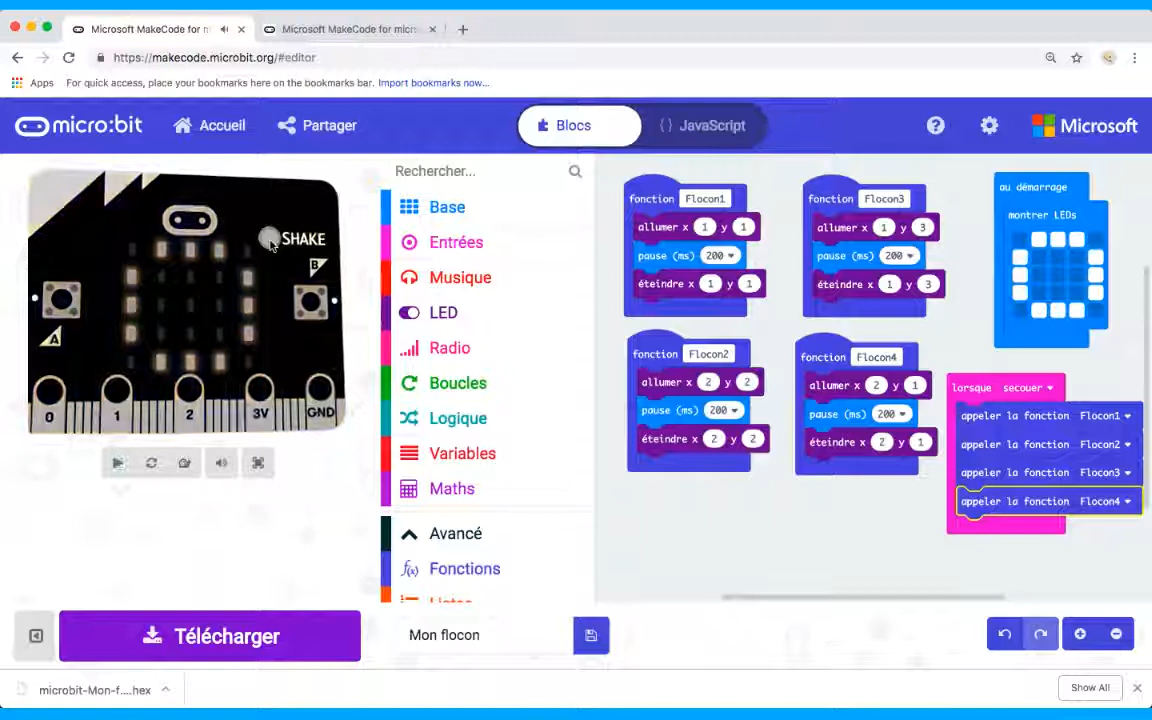 Microsoft MakeCode for m
Microsoft MakeCode for micro
https://makecode.microbit.org/#editor
Apps
For quick access, place your bookmarks here on the bookmarks bar. Import bookmarks now...
micro:bit
Accueil
Partager
Blocs
{ } JavaScript
Microsoft
SHAKE
B
A
0
1
2
3V
GND
Rechercher...
Base
Entrées
Musique
LED
Radio
Boucles
Logique
Variables
Maths
Avancé
f(x) Fonctions
Listes
fonction Flocon1
allumer x 1 y 1
pause (ms) 200
éteindre x 1 y 1
fonction Flocon3
allumer x 1 y 3
pause (ms) 200
éteindre x 1 y 3
au démarrage
montrer LEDs
fonction Flocon2
allumer x 2 y 2
pause (ms) 200
éteindre x 2 y 2
fonction Flocon4
allumer x 2 y 1
pause (ms) 200
éteindre x 2 y 1
lorsque secouer
appeler la fonction Flocon1
appeler la fonction Flocon2
appeler la fonction Flocon3
appeler la fonction Flocon4
Télécharger
Mon flocon
microbit-Mon-f....hex
Show All